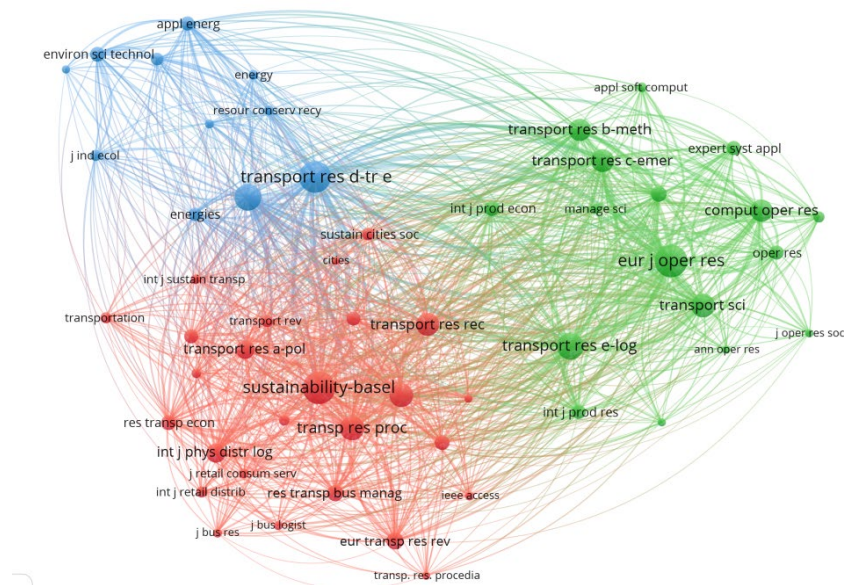 appl energ
environ sci technol
energy
appl soft comput
resour conserv recy
transport res b-meth
expert syst appl
j ind ecol
transport res c-emer
transport res d-tr e
int j prod econ
manage sci
comput oper res
energies
sustain cities soc
oper res
cities
eur j oper res
int j sustain transp
transport sci
transportation
transport rev
transport res rec
j oper res soc
transport res a-pol
transport res e-log
ann oper res
sustainability-basel
int j prod res
res transp econ
transp res proc
int j phys distr log
j retail consum serv
int j retail distrib
res transp bus manag
ieee access
j bus res
j bus logist
eur transp res rev
transp. res. procedia